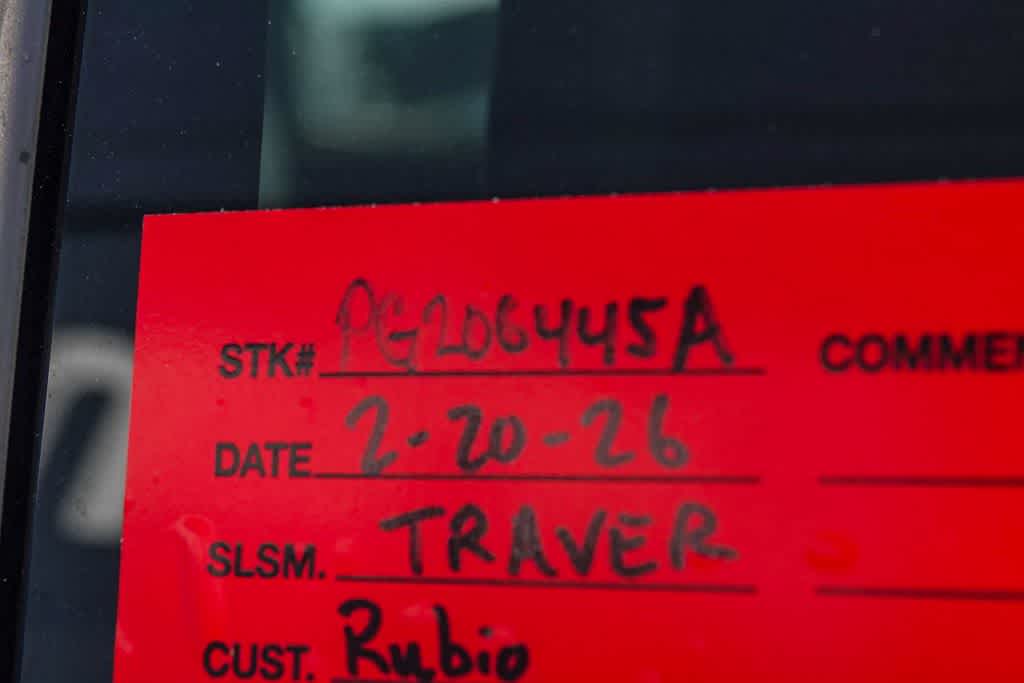 STK# PG206445A COMMEN
DATE 2-20-26
SLSM. TRAVER
CUST. Rubio